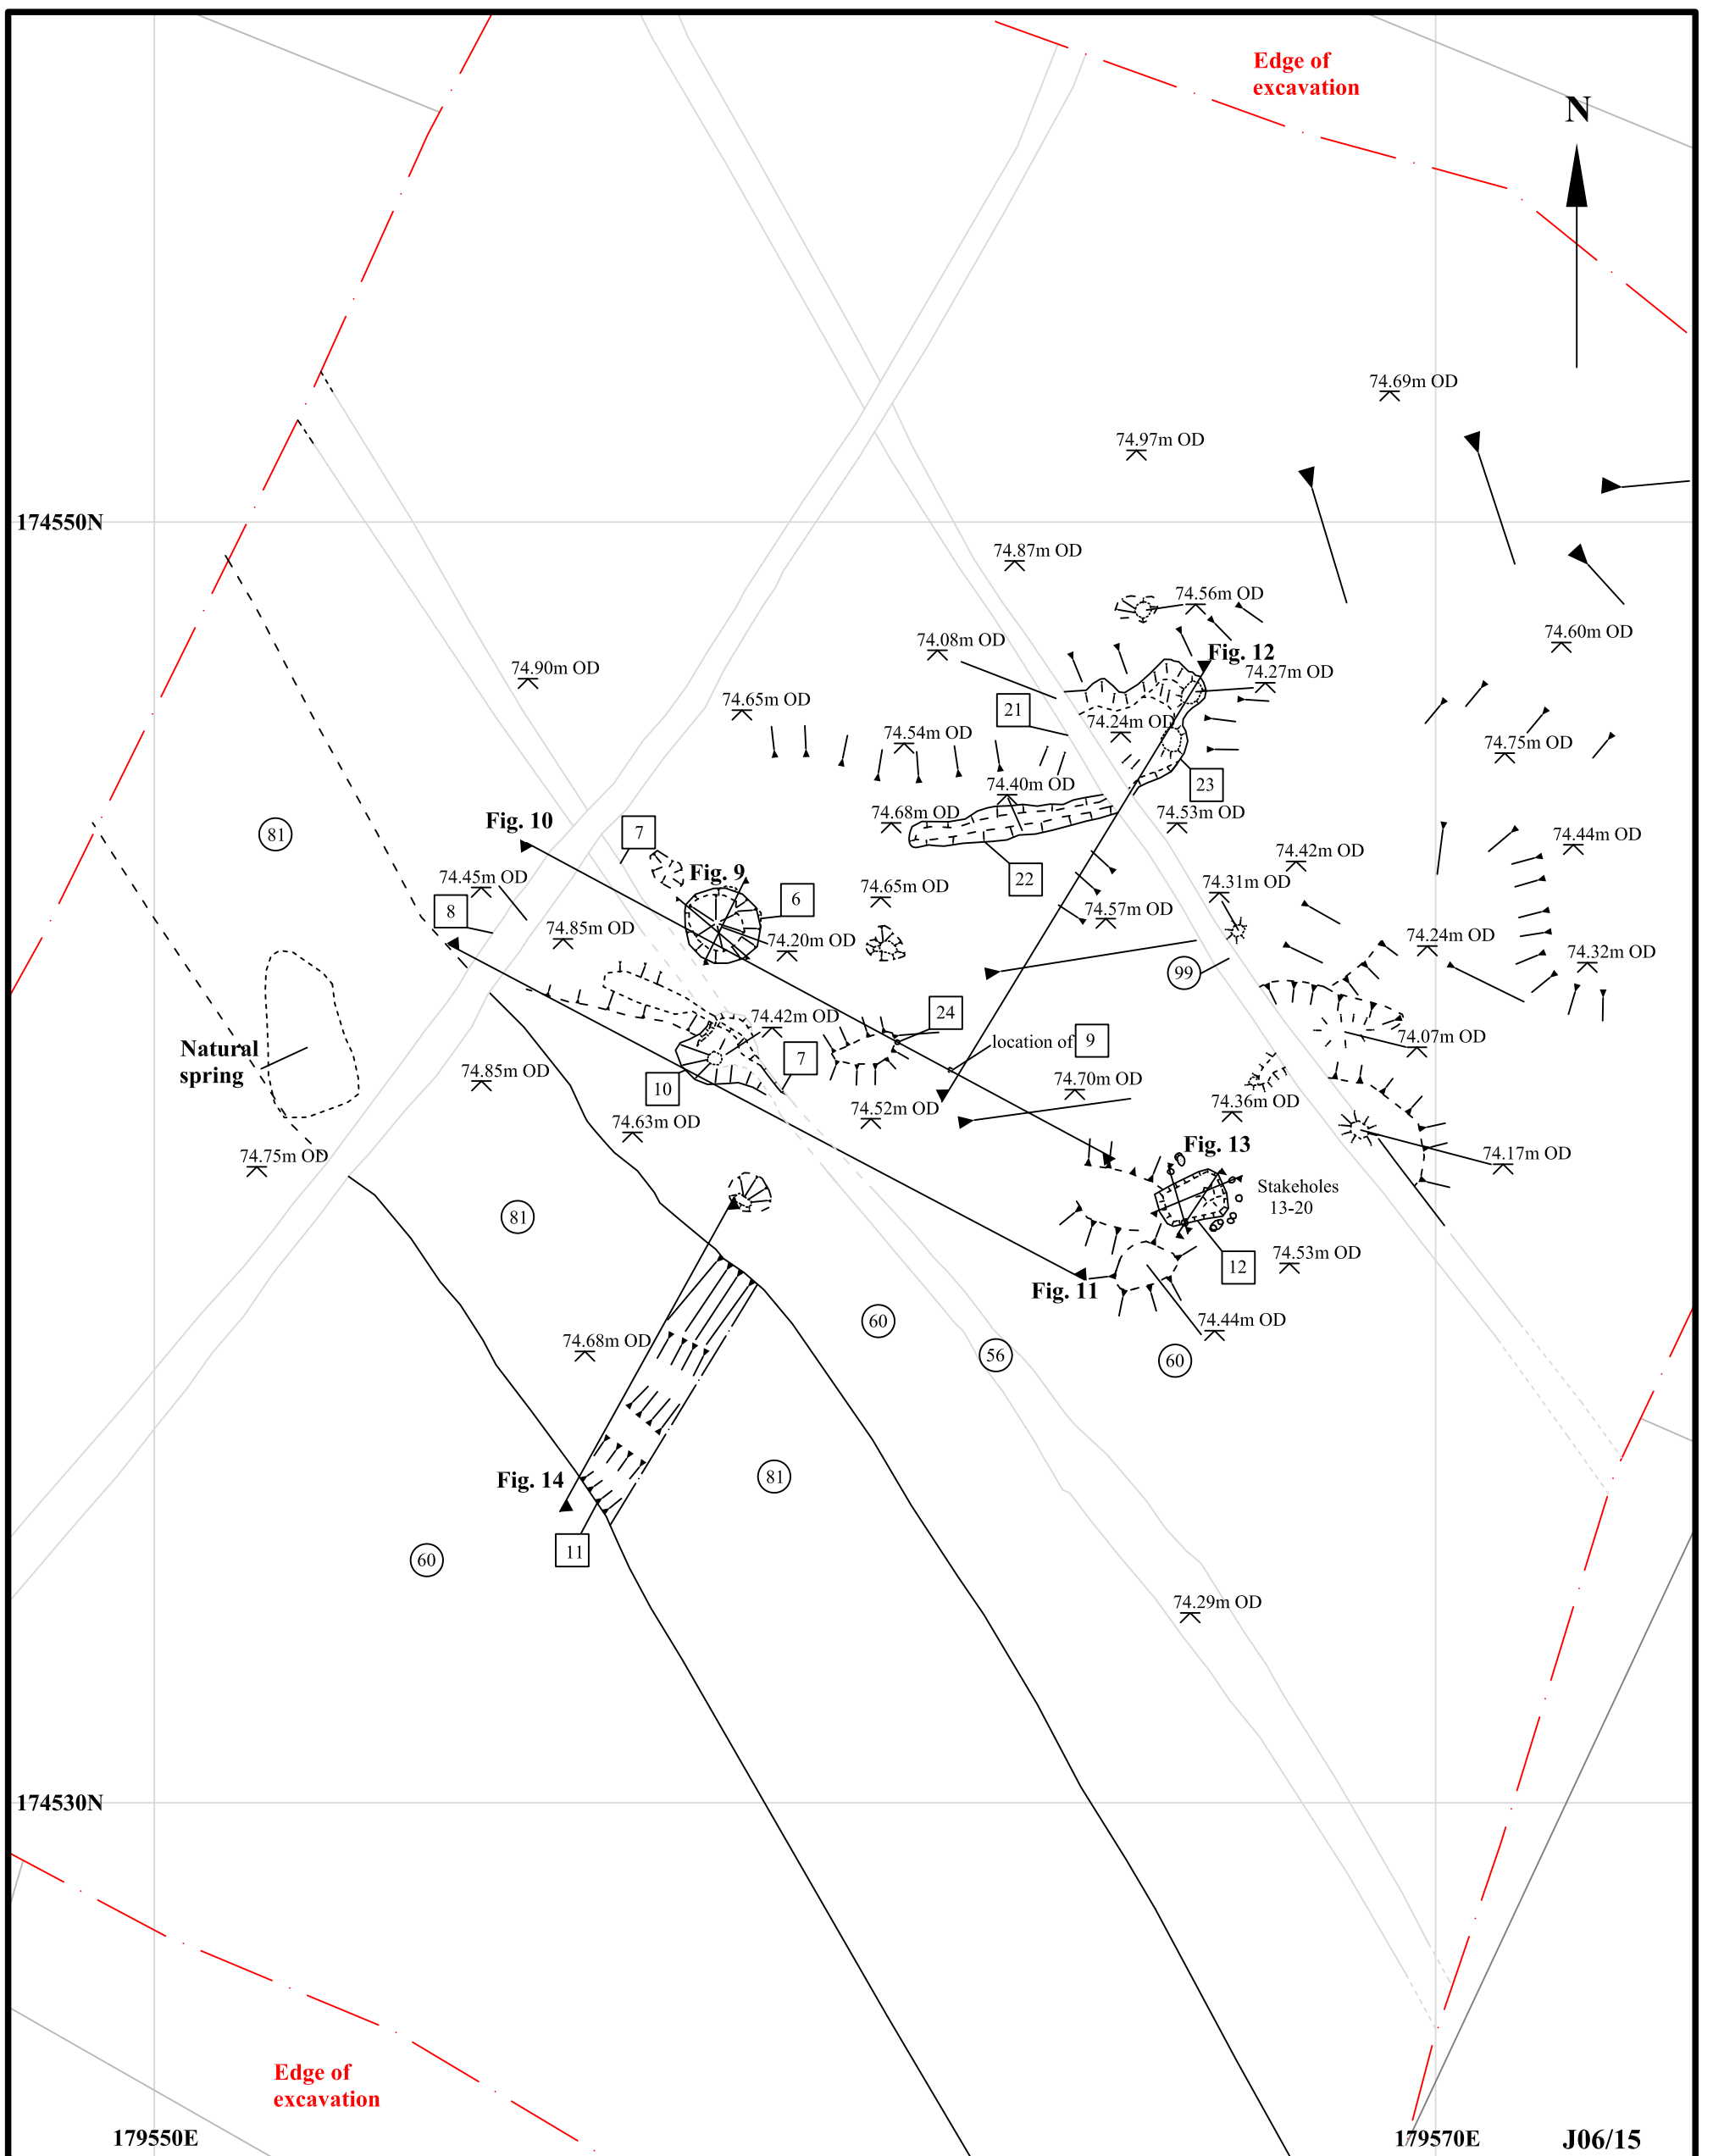 Edge of
excavation
N
74.69m OD
74.97m OD
174550N
74.87m OD
74.56m OD
74.08m OD
74.60m OD
Fig. 12
74.90m OD
74.27m OD
74.65m OD
21
74.24m OD
74.54m OD
74.75m OD
74.40m OD
23
74.68m OD
74.53m OD
Fig. 10
7
81
74.44m OD
74.42m OD
Fig. 9
74.45m OD
22
74.31m OD
74.65m OD
6
8
74.57m OD
74.85m OD
74.20m OD
74.24m OD
74.32m OD
99
24
74.42m OD
74.07m OD
location of 9
Natural
spring
7
74.85m OD
10
74.70m OD
74.36m OD
74.52m OD
74.63m OD
Fig. 13
74.75m OD
74.17m OD
Stakeholes
13-20
81
74.53m OD
12
Fig. 11
60
74.44m OD
74.68m OD
56
60
81
Fig. 14
11
60
74.29m OD
174530N
Edge of
excavation
179550E
179570E
J06/15